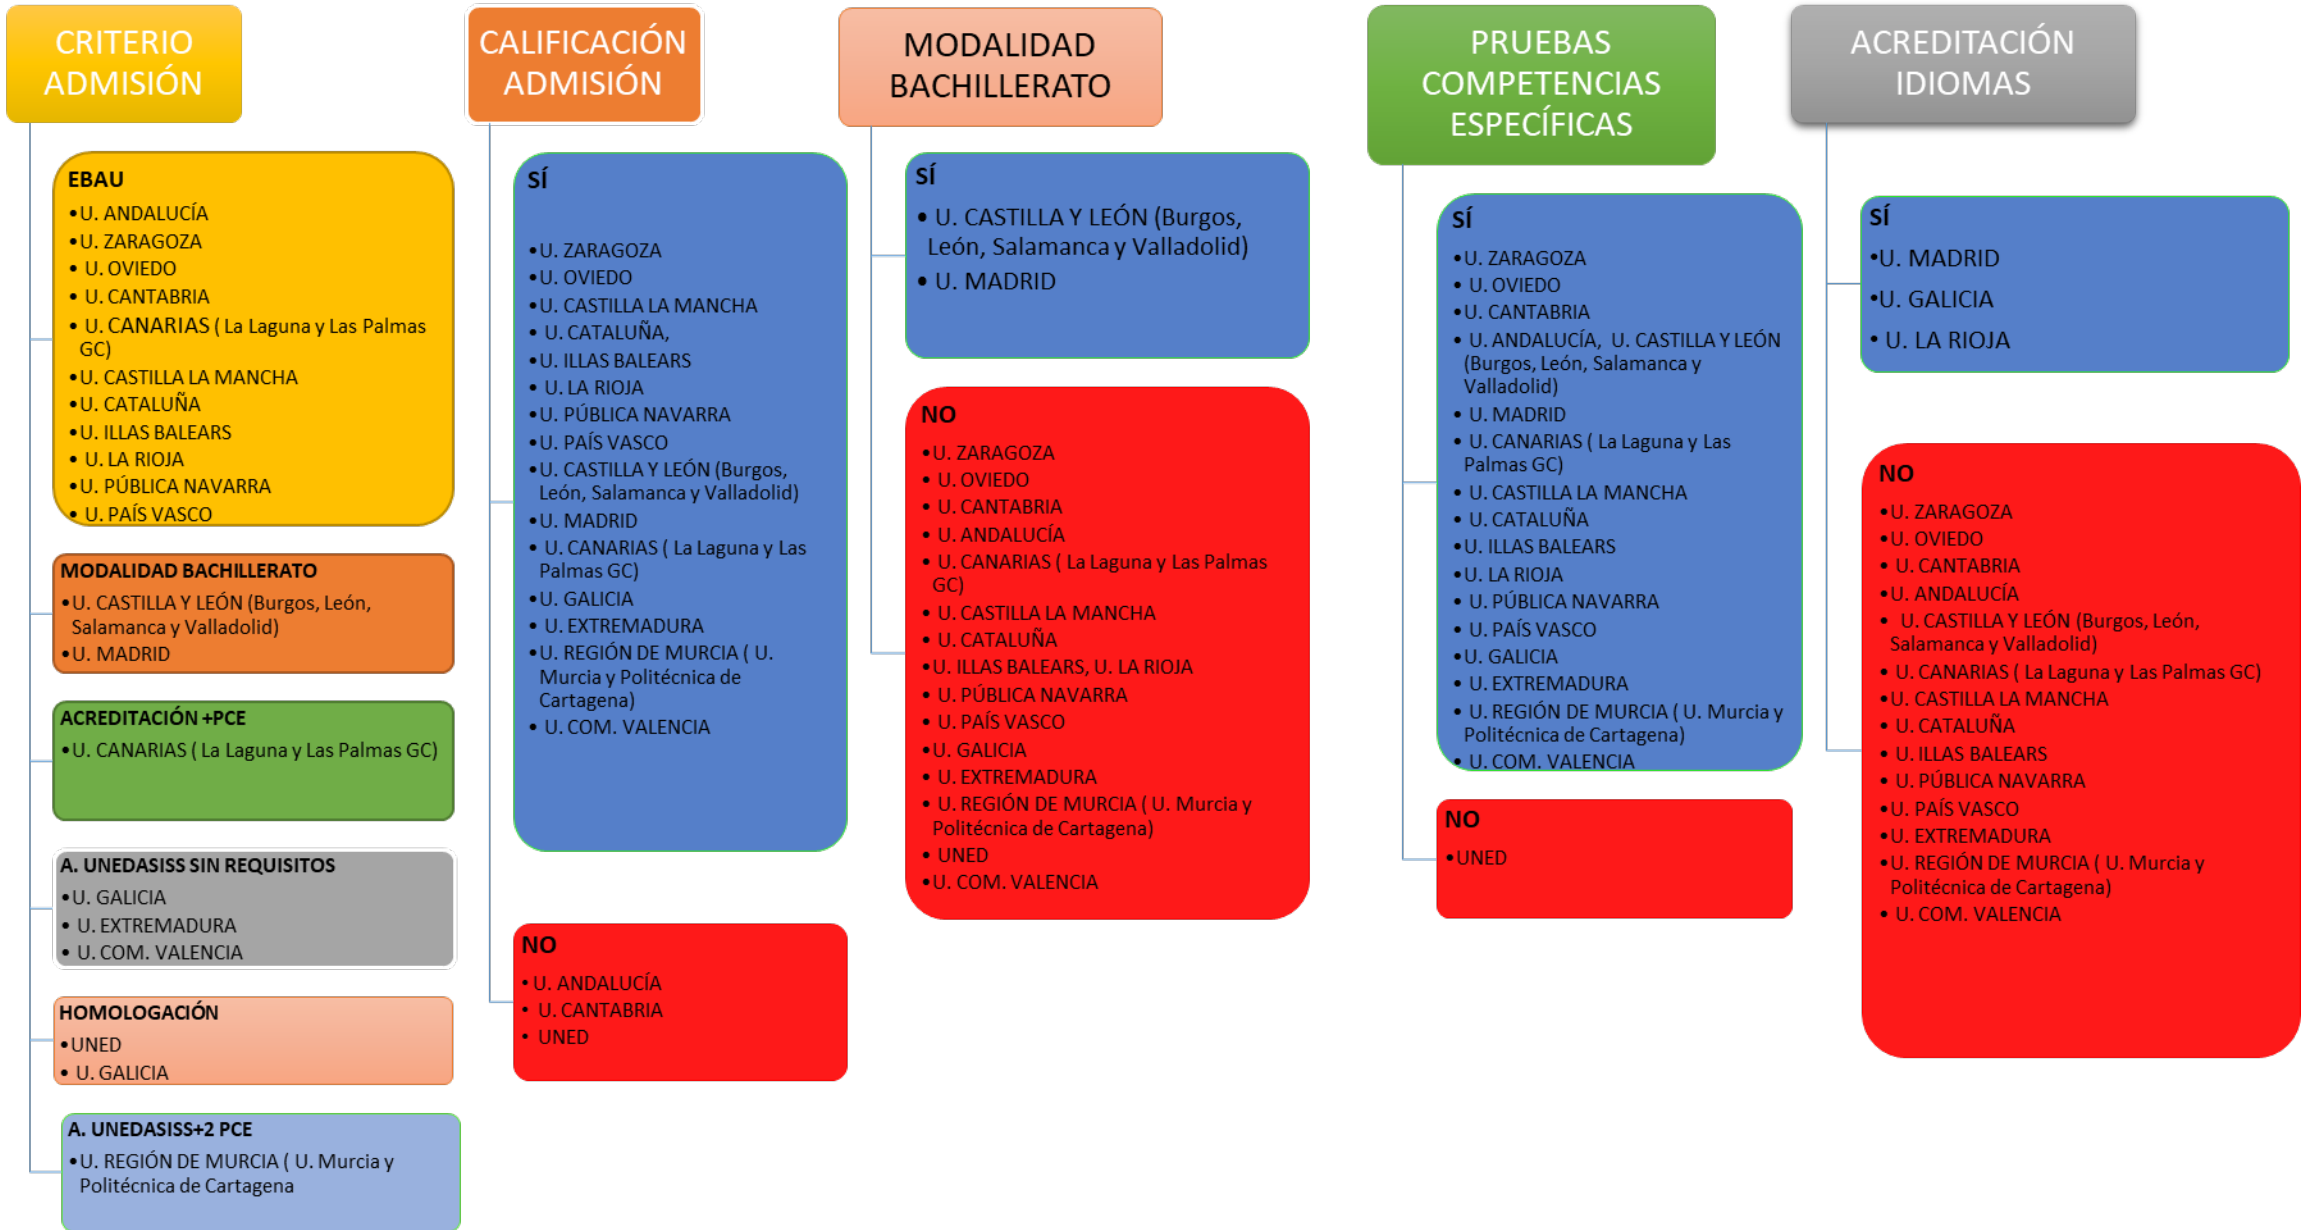 CRITERIO
ADMISIÓN
EBAU
•U. ANDALUCÍA
•U. ZARAGOZA
• U. OVIEDO
• U. CANTABRIA
• U. CANARIAS ( La Laguna y Las Palmas
GC)
•U. CASTILLA LA MANCHA
•U. CATALUÑA
•U. ILLAS BALEARS
• U. LA RIOJA
•U. PÚBLICA NAVARRA
• U. PAÍS VASCO
MODALIDAD BACHILLERATO
•U. CASTILLA Y LEÓN (Burgos, León,
Salamanca y Valladolid)
•U. MADRID
ACREDITACIÓN +PCE
•U. CANARIAS ( La Laguna y Las Palmas GC)
A. UNEDASISS SIN REQUISITOS
•U. GALICIA
• U. EXTREMADURA
• U. COM. VALENCIA
HOMOLOGACIÓN
•UNED
• U. GALICIA
A. UNEDASISS+2 PCE
•U. REGIÓN DE MURCIA ( U. Murcia y
Politécnica de Cartagena
CALIFICACIÓN
ADMISIÓN
SÍ
•U. ZARAGOZA
•U. OVIEDO
•U. CASTILLA LA MANCHA
• U. CATALUÑA,
•U. ILLAS BALEARS
• U. LA RIOJA
•U. PÚBLICA NAVARRA
•U. PAÍS VASCO
•U. CASTILLA Y LEÓN (Burgos,
León, Salamanca y Valladolid)
•U. MADRID
• U. CANARIAS ( La Laguna y Las
Palmas GC)
•U. GALICIA
• U. EXTREMADURA
•U. REGIÓN DE MURCIA ( U.
Murcia y Politécnica de
Cartagena)
• U. COM. VALENCIA
NO
• U. ANDALUCÍA
• U. CANTABRIA
• UNED
MODALIDAD
BACHILLERATO
SÍ
• U. CASTILLA Y LEÓN (Burgos,
León, Salamanca y Valladolid)
• U. MADRID
NO
•U. ZARAGOZA
• U. OVIEDO
• U. CANTABRIA
• U. ANDALUCÍA
• U. CANARIAS ( La Laguna y Las Palmas
GC)
• U. CASTILLA LA MANCHA
• U. CATALUÑA
•U. ILLAS BALEARS, U. LA RIOJA
• U. PÚBLICA NAVARRA
• U. PAÍS VASCO
•U. GALICIA
• U. EXTREMADURA
• U. REGIÓN DE MURCIA ( U. Murcia y
Politécnica de Cartagena)
• UNED
•U. COM. VALENCIA
PRUEBAS
COMPETENCIAS
ESPECÍFICAS
SÍ
•U. ZARAGOZA
• U. OVIEDO
•U. CANTABRIA
• U. ANDALUCÍA, U. CASTILLA Y LEÓN
(Burgos, León, Salamanca y
Valladolid)
• U. MADRID
• U. CANARIAS ( La Laguna y Las
Palmas GC)
• U. CASTILLA LA MANCHA
• U. CATALUÑA
•U. ILLAS BALEARS
•U. LA RIOJA
• U. PÚBLICA NAVARRA
• U. PAÍS VASCO
•U. GALICIA
• U. EXTREMADURA
• U. REGIÓN DE MURCIA ( U. Murcia y
Politécnica de Cartagena)
• U. COM. VALENCIA
NO
•UNED
ACREDITACIÓN
IDIOMAS
SÍ
•U. MADRID
•U. GALICIA
• U. LA RIOJA
NO
•U. ZARAGOZA
•U. OVIEDO
• U. CANTABRIA
•U. ANDALUCÍA
• U. CASTILLA Y LEÓN (Burgos, León,
Salamanca y Valladolid)
• U. CANARIAS ( La Laguna y Las Palmas GC)
•U. CASTILLA LA MANCHA
• U. CATALUÑA
•U. ILLAS BALEARS
• U. PÚBLICA NAVARRA
•U. PAÍS VASCO
•U. EXTREMADURA
•U. REGIÓN DE MURCIA ( U. Murcia y
Politécnica de Cartagena)
• U. COM. VALENCIA